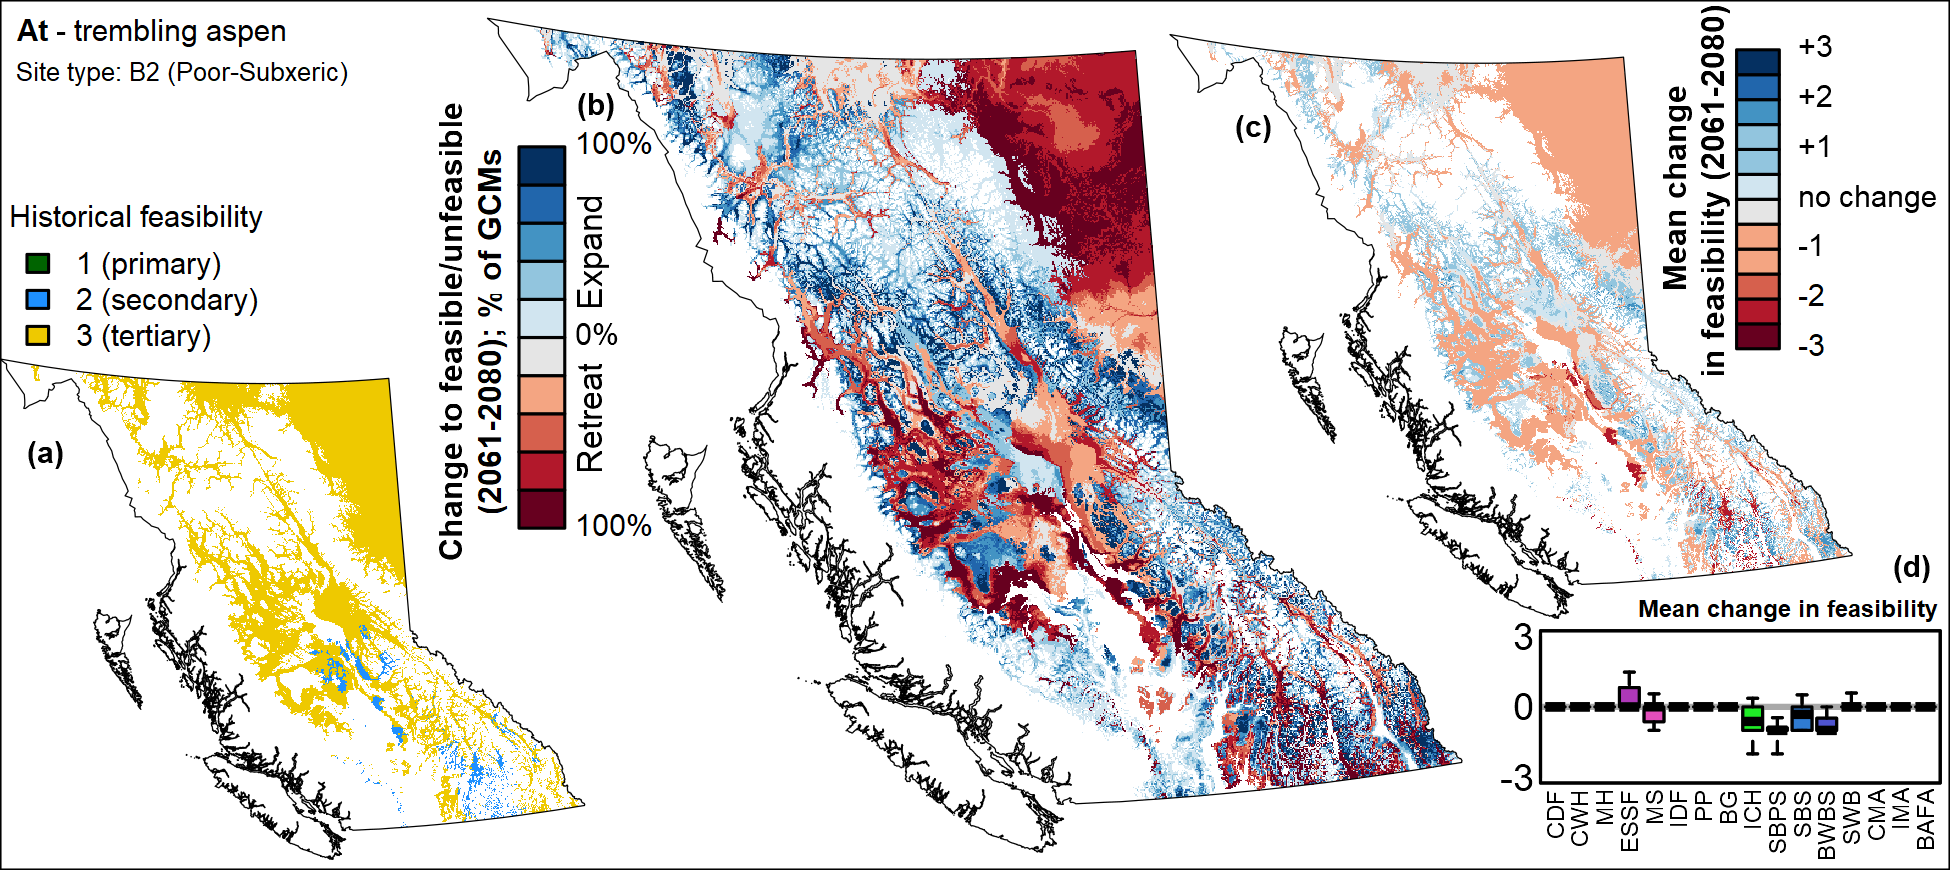 At - trembling aspen
Site type: B2 (Poor-Subxeric)
Historical feasibility
1 (primary)
2 (secondary)
3 (tertiary)
(a)
(b)
Change to feasible/unfeasible
(2061-2080); % of GCMs
100%
Expand
0%
Retreat
100%
(c)
Mean change
in feasibility (2061-2080)
+3
+2
+1
no change
-1
-2
-3
(d)
Mean change in feasibility
3
0
-3
CDF
CWH
MH
ESSF
MS
IDF
PP
BG
ICH
SBPS
SBS
BWBS
SWB
CMA
IMA
BAFA